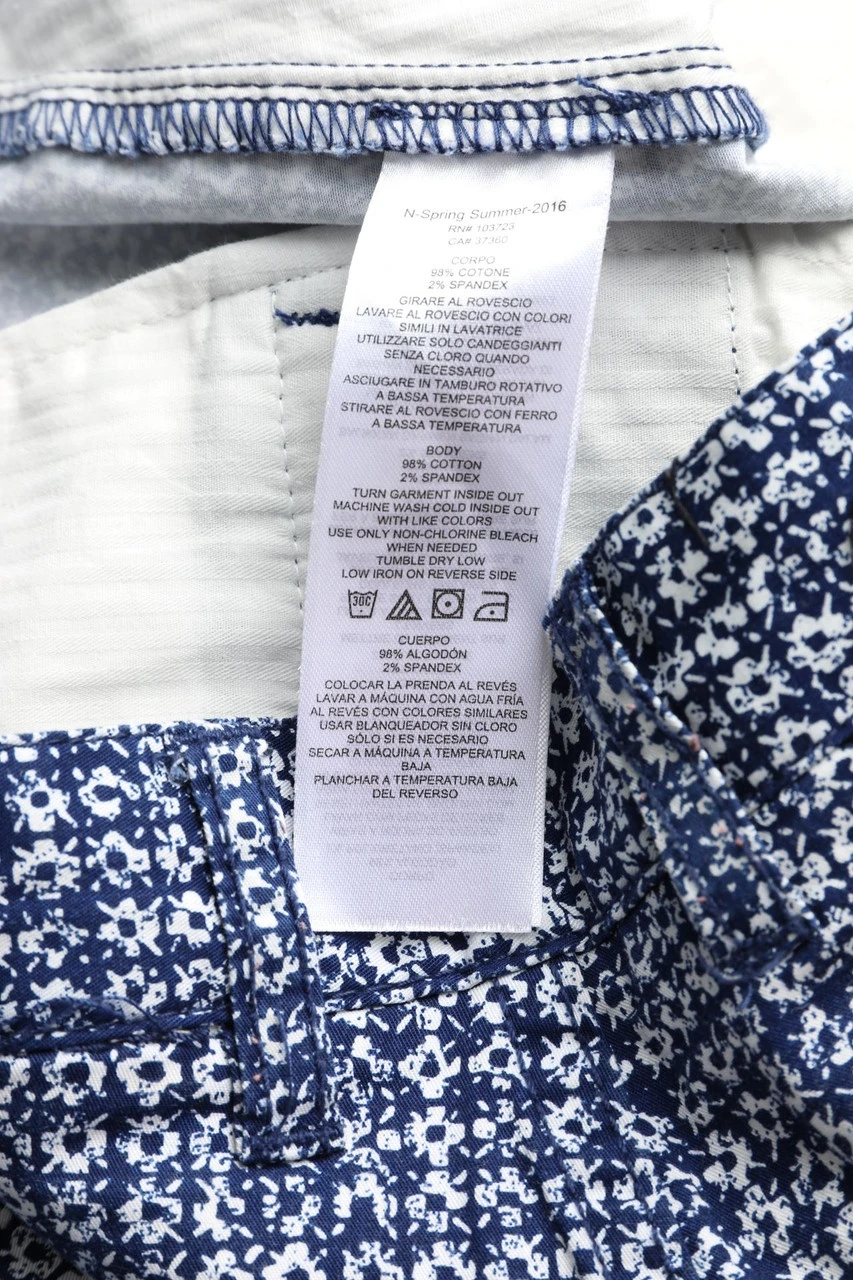 N-Spring Summer-2016
RN# 103723
CA# 37360
CORPO
98% COTONE
2% SPANDEX
GIRARE AL ROVESCIO
LAVARE AL ROVESCIO CON COLORI
SIMILI IN LAVATRICE
UTILIZZARE SOLO CANDEGGIANTI
SENZA CLORO QUANDO
NECESSARIO
ASCIUGARE IN TAMBURO ROTATIVO
A BASSA TEMPERATURA
STIRARE AL ROVESCIO CON FERRO
A BASSA TEMPERATURA
BODY
98% COTTON
2% SPANDEX
TURN GARMENT INSIDE OUT
MACHINE WASH COLD INSIDE OUT
WITH LIKE COLORS
USE ONLY NON-CHLORINE BLEACH
WHEN NEEDED
TUMBLE DRY LOW
LOW IRON ON REVERSE SIDE
30C
CUERPO
98% ALGODÓN
2% SPANDEX
COLOCAR LA PRENDA AL REVÉS
LAVAR A MÁQUINA CON AGUA FRÍA
AL REVÉS CON COLORES SIMILARES
USAR BLANQUEADOR SIN CLORO
SÓLO SI ES NECESARIO
SECAR A MÁQUINA A TEMPERATURA
BAJA
PLANCHAR A TEMPERATURA BAJA
DEL REVERSO